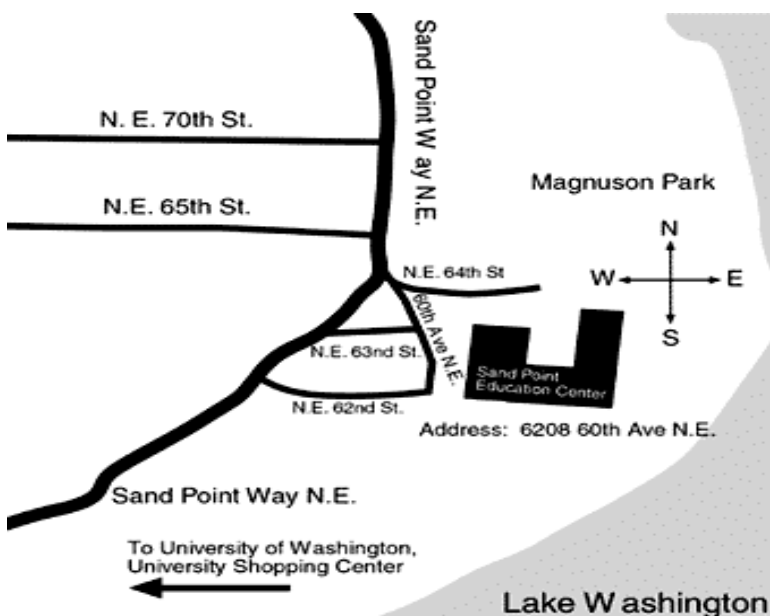 Sand Point W ay N.E.
N. E. 70th St.
Magnuson Park
N.E. 65th St.
N
W E
S
N.E. 64th St
60th Ave N.E.
N.E. 63nd St.
Sand Point
Education Center
N.E. 62nd St.
Address: 6208 60th Ave N.E.
Sand Point Way N.E.
To University of Washington,
University Shopping Center
Lake W ashington